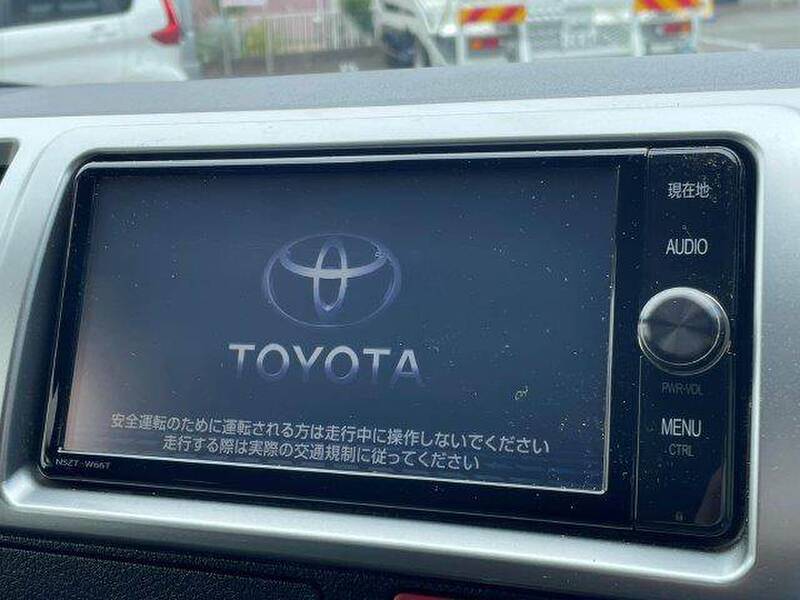 現在地
AUDIO
TOYOTA
PWR·VOL
安全運転のために運転される方は走行中に操作しないでください
走行する際は実際の交通規制に従ってください
MENU
CTRL
NSZT-W66T